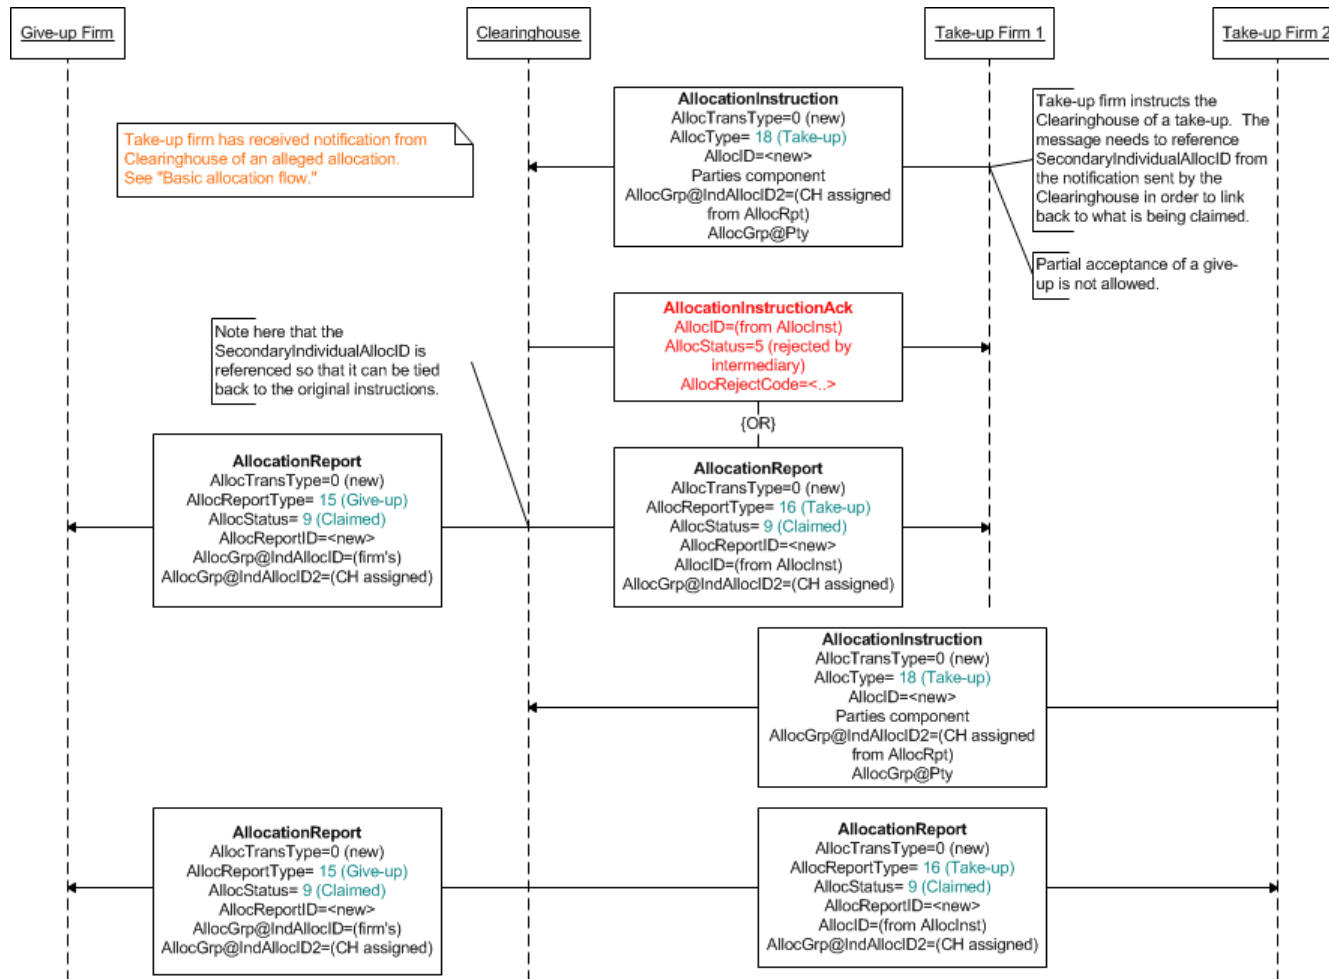 Give-up Firm
Clearinghouse
Take-up Firm 1
Take-up Firm 2
AllocationInstruction
AllocTransType=0 (new)
AllocType= 18 (Take-up)
AllocID=<new>
Parties component
AllocGrp@IndAllocID2=(CH assigned
from AllocRpt)
AllocGrp@Pty
Take-up firm instructs the
Clearinghouse of a take-up.  The
message needs to reference
SecondaryIndividualAllocID from
the notification sent by the
Clearinghouse in order to link
back to what is being claimed.
Take-up firm has received notification from
Clearinghouse of an alleged allocation.
See "Basic allocation flow."
Partial acceptance of a give-
up is not allowed.
AllocationInstructionAck
AllocID=(from AllocInst)
AllocStatus=5 (rejected by
intermediary)
AllocRejectCode=<..>
Note here that the
SecondaryIndividualAllocID is
referenced so that it can be tied
back to the original instructions.
{OR}
AllocationReport
AllocTransType=0 (new)
AllocReportType= 15 (Give-up)
AllocStatus= 9 (Claimed)
AllocReportID=<new>
AllocGrp@IndAllocID=(firm's)
AllocGrp@IndAllocID2=(CH assigned)
AllocationReport
AllocTransType=0 (new)
AllocReportType= 16 (Take-up)
AllocStatus= 9 (Claimed)
AllocReportID=<new>
AllocID=(from AllocInst)
AllocGrp@IndAllocID2=(CH assigned)
AllocationInstruction
AllocTransType=0 (new)
AllocType= 18 (Take-up)
AllocID=<new>
Parties component
AllocGrp@IndAllocID2=(CH assigned
from AllocRpt)
AllocGrp@Pty
AllocationReport
AllocTransType=0 (new)
AllocReportType= 15 (Give-up)
AllocStatus= 9 (Claimed)
AllocReportID=<new>
AllocGrp@IndAllocID=(firm's)
AllocGrp@IndAllocID2=(CH assigned)
AllocationReport
AllocTransType=0 (new)
AllocReportType= 16 (Take-up)
AllocStatus= 9 (Claimed)
AllocReportID=<new>
AllocID=(from AllocInst)
AllocGrp@IndAllocID2=(CH assigned)